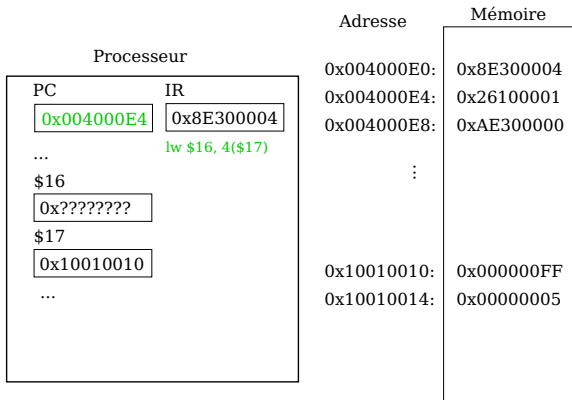 Processeur
PC IR
0x004000E4 0x8E300004
... lw $16, 4($17)
$16
0x????????
$17
0x10010010
...
Adresse Mémoire
0x004000E0: 0x8E300004
0x004000E4: 0x26100001
0x004000E8: 0xAE300000
⋮
0x10010010: 0x000000FF
0x10010014: 0x00000005